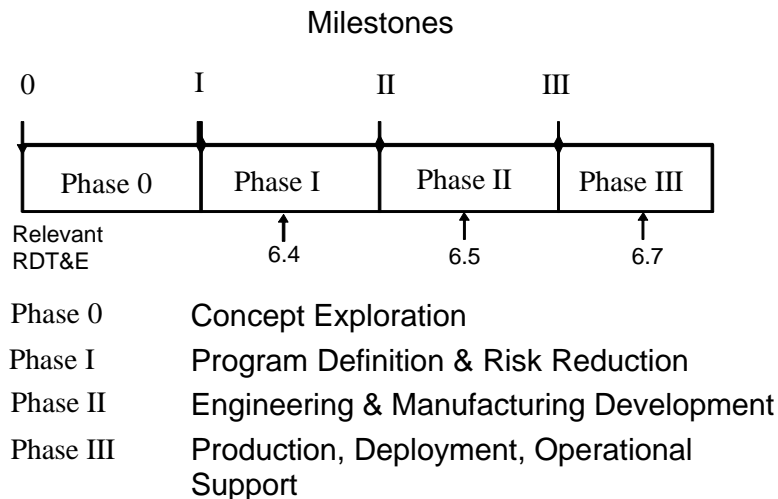 Milestones
0 I II III
Phase 0 Phase I Phase II Phase III
Relevant
RDT&E
6.4 6.5 6.7
Phase 0 Concept Exploration
Phase I Program Definition & Risk Reduction
Phase II Engineering & Manufacturing Development
Phase III Production, Deployment, Operational
Support